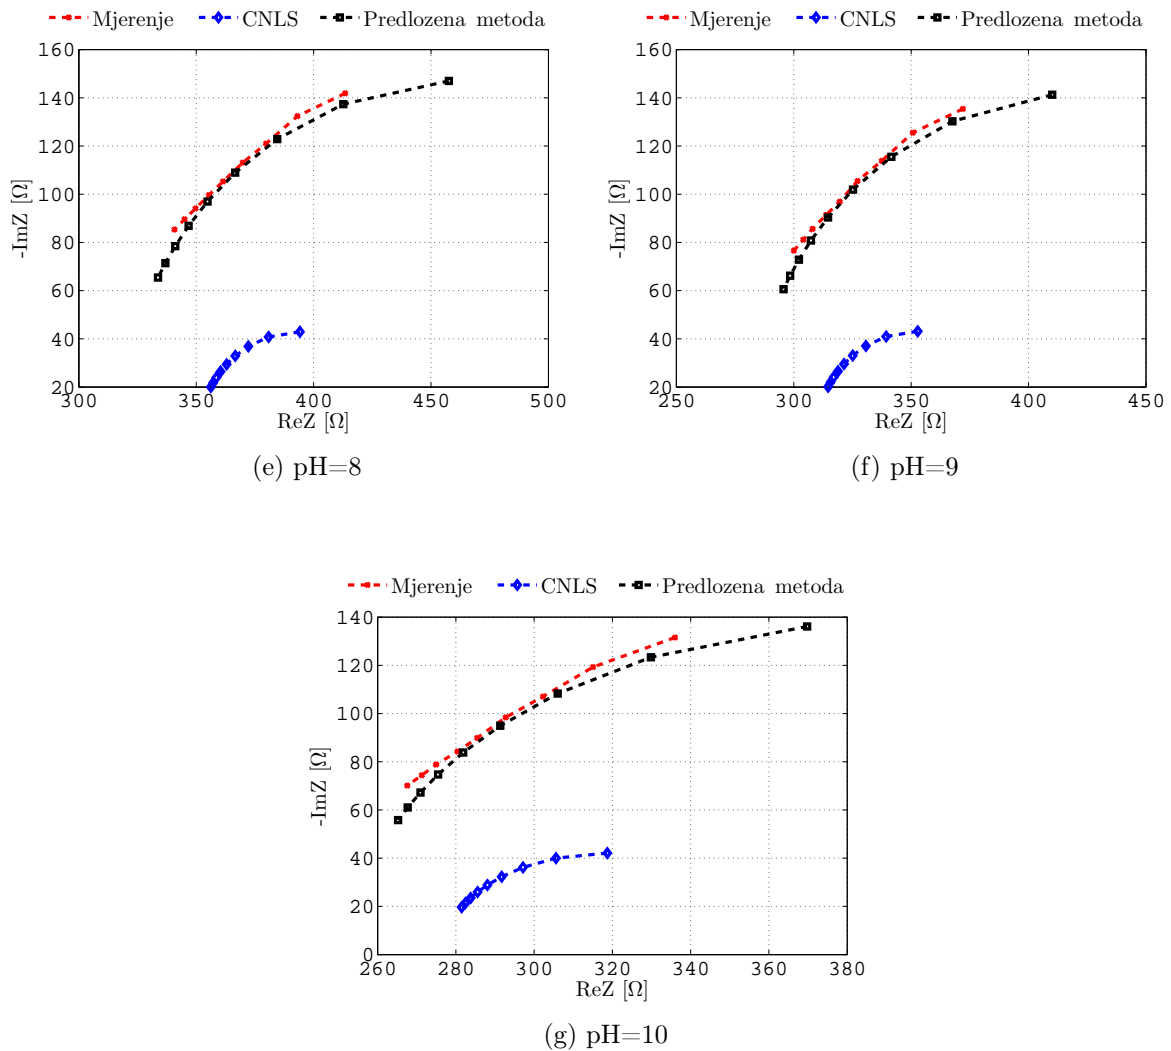 Mjerenje CNLS Predlozena metoda
160
140
120
100
80
60
40
20
-ImZ [Ω]
300 350 400 450 500
ReZ [Ω]
(e) pH=8
Mjerenje CNLS Predlozena metoda
160
140
120
100
80
60
40
20
-ImZ [Ω]
250 300 350 400 450
ReZ [Ω]
(f) pH=9
Mjerenje CNLS Predlozena metoda
140
120
100
80
60
40
20
0
-ImZ [Ω]
260 280 300 320 340 360 380
ReZ [Ω]
(g) pH=10